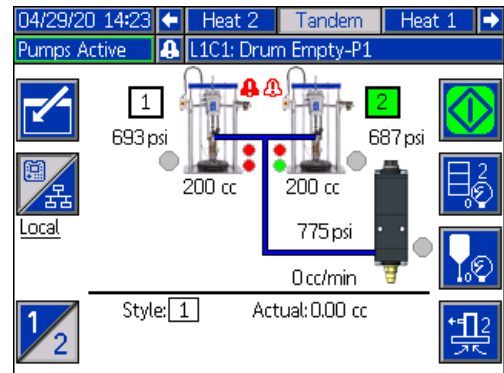 04/29/20 14:23 Heat 2 Tandem Heat 1
Pumps Active L1C1: Drum Empty-P1
1 2
693 psi 687 psi
200 cc 200 cc
2
0
Local
775 psi
0
0 cc/min
Style: 1 Actual: 0.00 cc
1/2
2